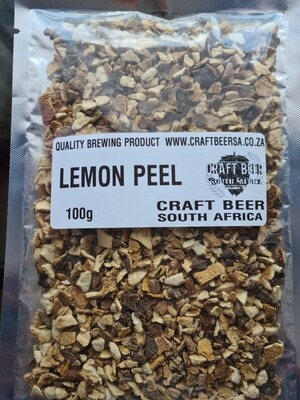 QUALITY BREWING PRODUCT WWW.CRAFTBEERSA.CO.ZA
LEMON PEEL
CRAFT BEER
SOUTH AFRICA
100g
CRAFT BEER
SOUTH AFRICA